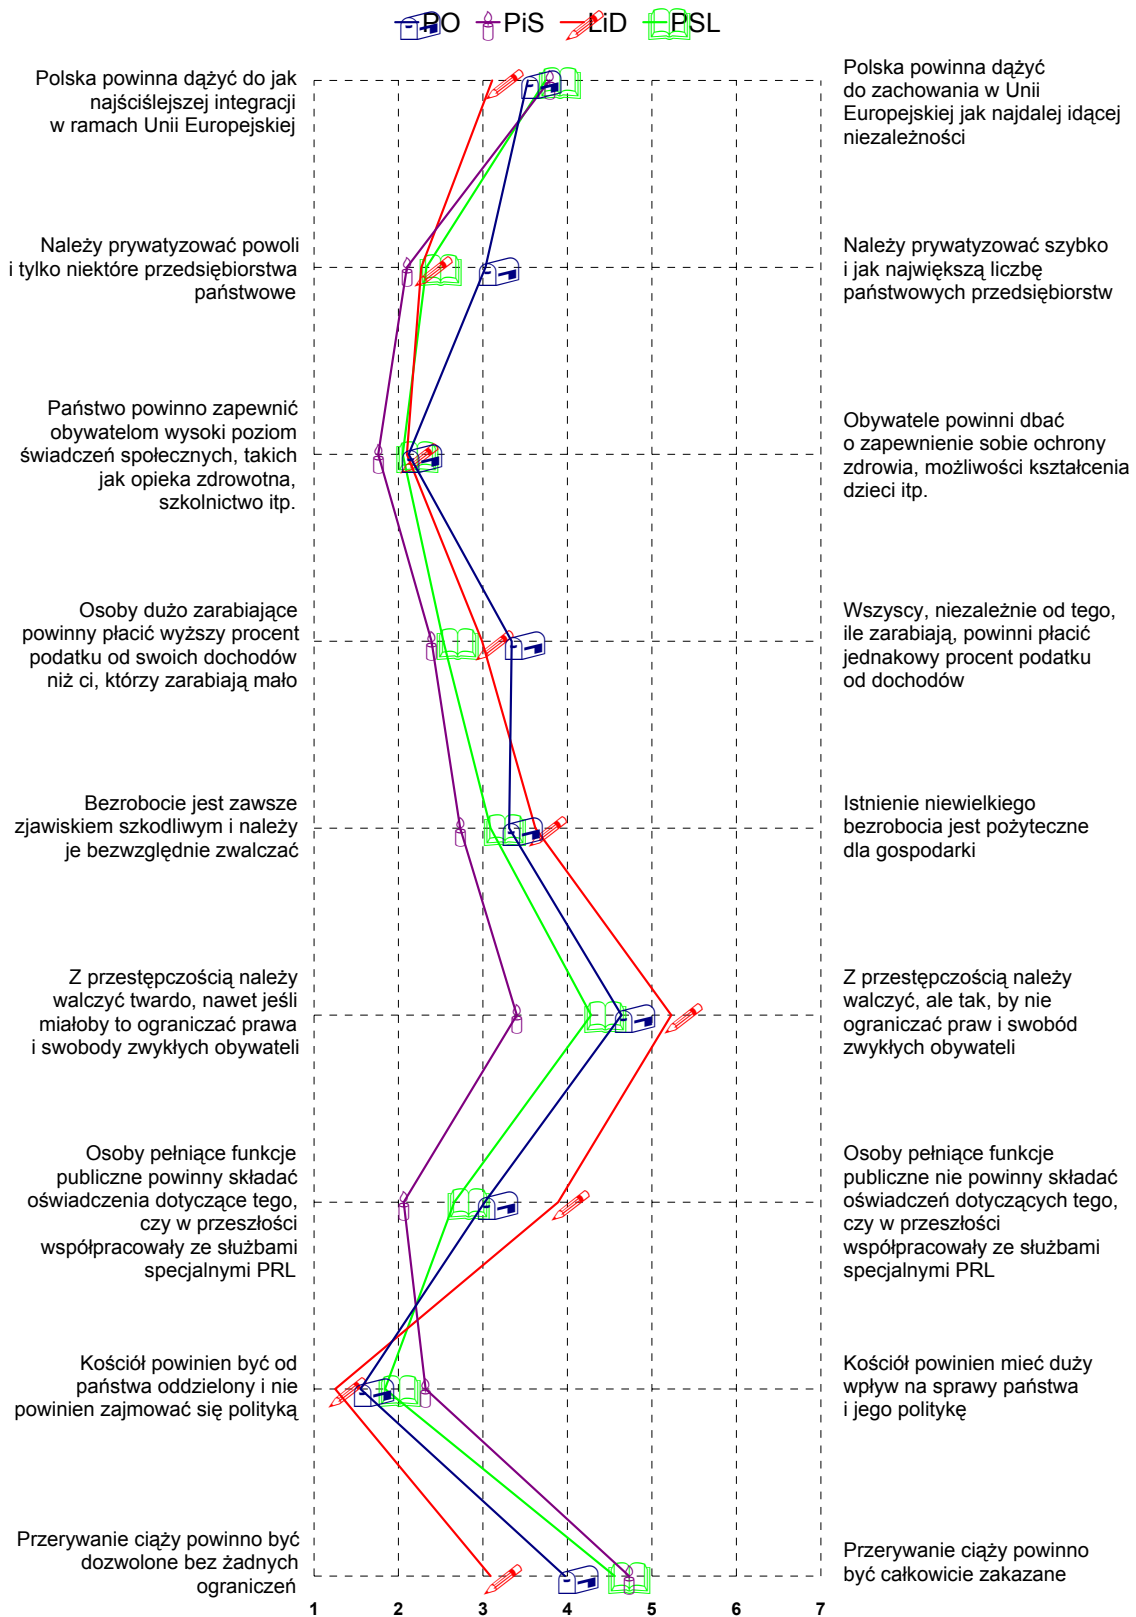 PO PiS LiD PSL
Polska powinna dążyć do jak
najściślejszej integracji
w ramach Unii Europejskiej
Polska powinna dążyć
do zachowania w Unii
Europejskiej jak najdalej idącej
niezależności
Należy prywatyzować powoli
i tylko niektóre przedsiębiorstwa
państwowe
Należy prywatyzować szybko
i jak największą liczbę
państwowych przedsiębiorstw
Państwo powinno zapewnić
obywatelom wysoki poziom
świadczeń społecznych, takich
jak opieka zdrowotna,
szkolnictwo itp.
Obywatele powinni dbać
o zapewnienie sobie ochrony
zdrowia, możliwości kształcenia
dzieci itp.
Osoby dużo zarabiające
powinny płacić wyższy procent
podatku od swoich dochodów
niż ci, którzy zarabiają mało
Wszyscy, niezależnie od tego,
ile zarabiają, powinni płacić
jednakowy procent podatku
od dochodów
Bezrobocie jest zawsze
zjawiskiem szkodliwym i należy
je bezwzględnie zwalczać
Istnienie niewielkiego
bezrobocia jest pożyteczne
dla gospodarki
Z przestępczością należy
walczyć twardo, nawet jeśli
miałoby to ograniczać prawa
i swobody zwykłych obywateli
Z przestępczością należy
walczyć, ale tak, by nie
ograniczać praw i swobód
zwykłych obywateli
Osoby pełniące funkcje
publiczne powinny składać
oświadczenia dotyczące tego,
czy w przeszłości
współpracowały ze służbami
specjalnymi PRL
Osoby pełniące funkcje
publiczne nie powinny składać
oświadczeń dotyczących tego,
czy w przeszłości
współpracowały ze służbami
specjalnymi PRL
Kościół powinien być od
państwa oddzielony i nie
powinien zajmować się polityką
Kościół powinien mieć duży
wpływ na sprawy państwa
i jego politykę
Przerywanie ciąży powinno być
dozwolone bez żadnych
ograniczeń
Przerywanie ciąży powinno
być całkowicie zakazane
1 2 3 4 5 6 7